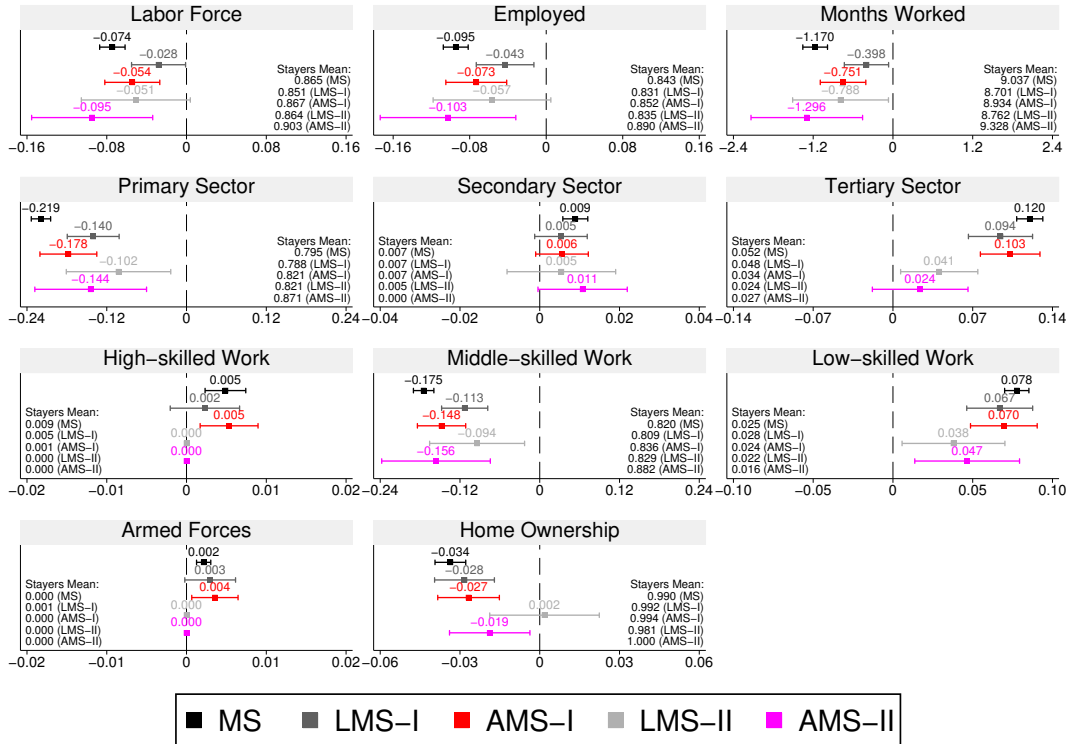 Labor Force
−0.074
−0.028
−0.054
−0.051
−0.095
Stayers Mean:
0.865 (MS)
0.851 (LMS−I)
0.867 (AMS−I)
0.864 (LMS−II)
0.903 (AMS−II)
−0.16 −0.08 0 0.08 0.16
Employed
−0.095
−0.043
−0.073
−0.057
−0.103
Stayers Mean:
0.843 (MS)
0.831 (LMS−I)
0.852 (AMS−I)
0.835 (LMS−II)
0.890 (AMS−II)
−0.16 −0.08 0 0.08 0.16
Months Worked
−1.170
−0.398
−0.751
−0.788
−1.296
Stayers Mean:
9.037 (MS)
8.701 (LMS−I)
8.934 (AMS−I)
8.762 (LMS−II)
9.328 (AMS−II)
−2.4 −1.2 0 1.2 2.4
Primary Sector
−0.219
−0.140
−0.178
−0.102
−0.144
Stayers Mean:
0.795 (MS)
0.788 (LMS−I)
0.821 (AMS−I)
0.821 (LMS−II)
0.871 (AMS−II)
−0.24 −0.12 0 0.12 0.24
Secondary Sector
0.009
0.005
0.006
0.005
0.011
Stayers Mean:
0.007 (MS)
0.007 (LMS−I)
0.007 (AMS−I)
0.005 (LMS−II)
0.000 (AMS−II)
−0.04 −0.02 0 0.02 0.04
Tertiary Sector
0.120
0.094
0.103
0.041
0.024
Stayers Mean:
0.052 (MS)
0.048 (LMS−I)
0.034 (AMS−I)
0.024 (LMS−II)
0.027 (AMS−II)
−0.14 −0.07 0 0.07 0.14
High−skilled Work
0.005
0.002
0.005
0.000
0.000
Stayers Mean:
0.009 (MS)
0.005 (LMS−I)
0.001 (AMS−I)
0.000 (LMS−II)
0.000 (AMS−II)
−0.02 −0.01 0 0.01 0.02
Middle−skilled Work
−0.175
−0.113
−0.148
−0.094
−0.156
Stayers Mean:
0.820 (MS)
0.809 (LMS−I)
0.836 (AMS−I)
0.829 (LMS−II)
0.882 (AMS−II)
−0.24 −0.12 0 0.12 0.24
Low−skilled Work
0.078
0.067
0.070
0.038
0.047
Stayers Mean:
0.025 (MS)
0.028 (LMS−I)
0.024 (AMS−I)
0.022 (LMS−II)
0.016 (AMS−II)
−0.10 −0.05 0 0.05 0.10
Armed Forces
0.002
0.003
0.004
0.000
0.000
Stayers Mean:
0.000 (MS)
0.001 (LMS−I)
0.000 (AMS−I)
0.000 (LMS−II)
0.000 (AMS−II)
−0.02 −0.01 0 0.01 0.02
Home Ownership
−0.034
−0.028
−0.027
0.002
−0.019
Stayers Mean:
0.990 (MS)
0.992 (LMS−I)
0.994 (AMS−I)
0.981 (LMS−II)
1.000 (AMS−II)
−0.06 −0.03 0 0.03 0.06
MS LMS−I AMS−I LMS−II AMS−II